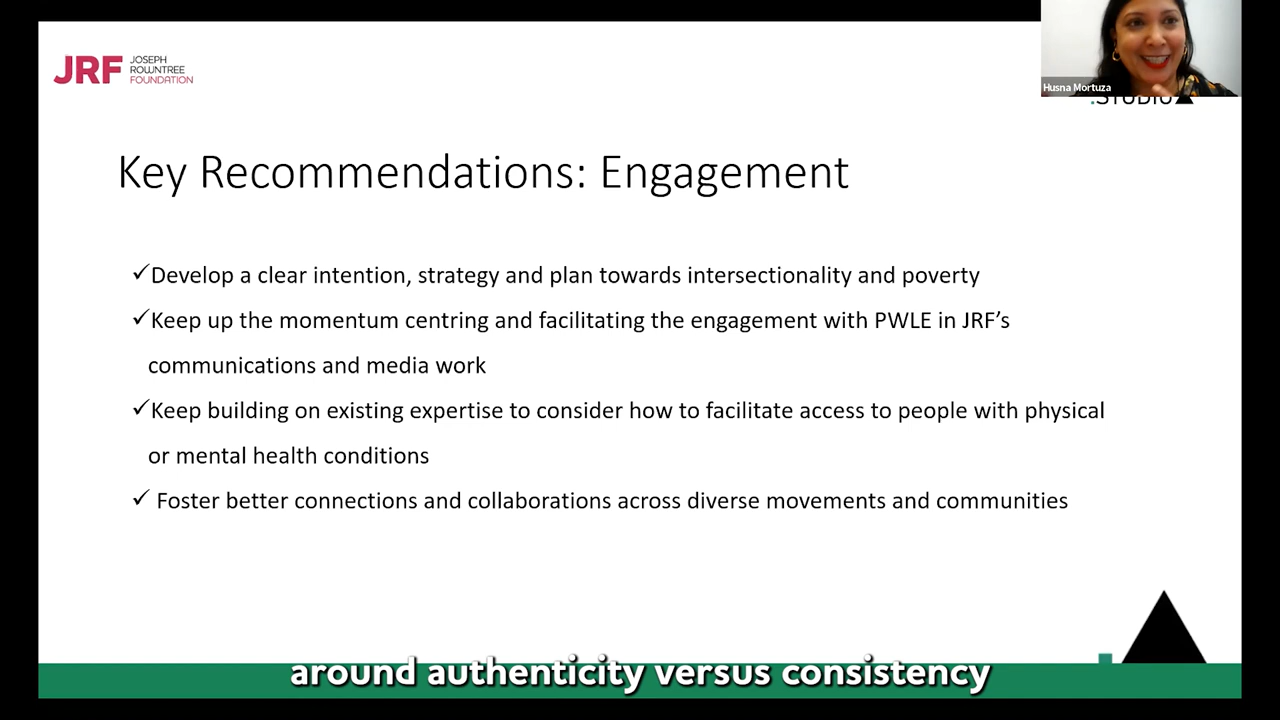 JRF JOSEPH
ROWNTREE
FOUNDATION
Husna Mortuza
.STUDIO
Key Recommendations: Engagement
✓Develop a clear intention, strategy and plan towards intersectionality and poverty
✓Keep up the momentum centring and facilitating the engagement with PWLE in JRF’s
communications and media work
✓Keep building on existing expertise to consider how to facilitate access to people with physical
or mental health conditions
✓ Foster better connections and collaborations across diverse movements and communities
around authenticity versus consistency